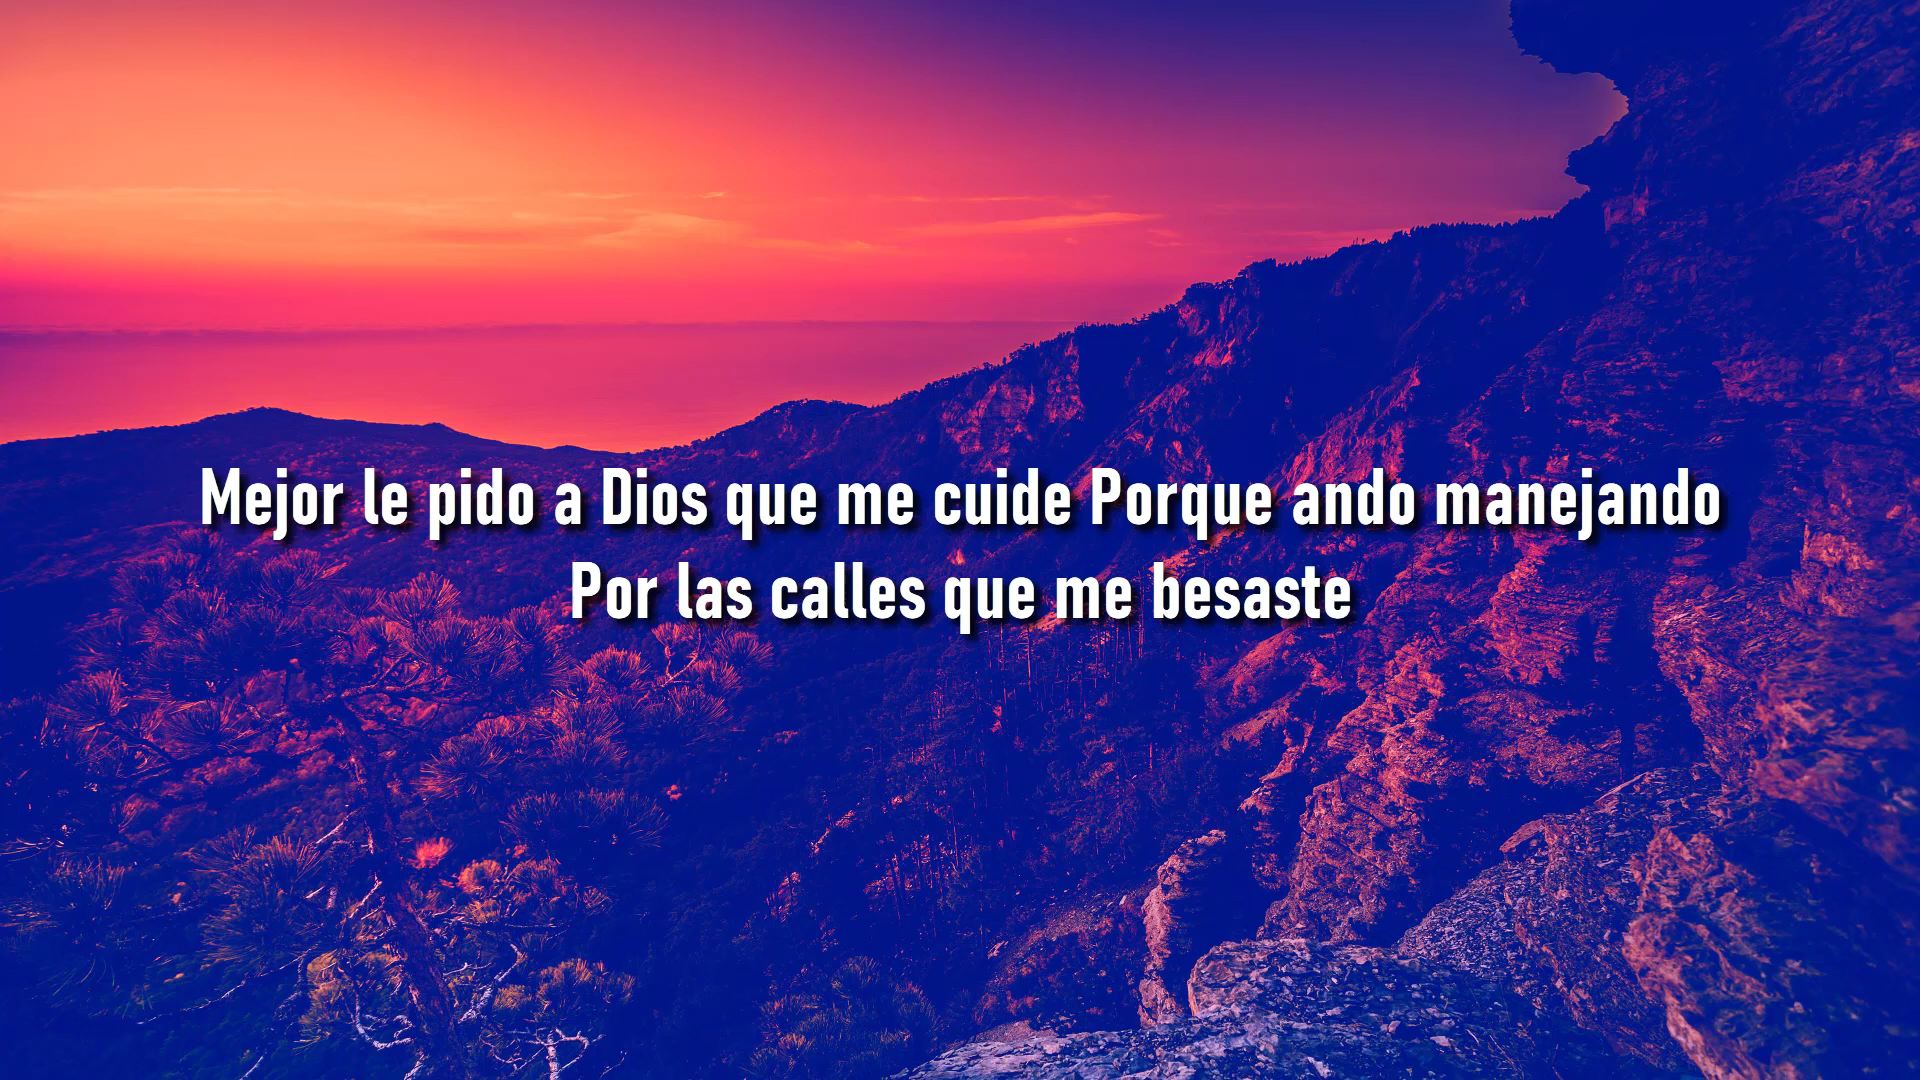 Mejor le pido a Dios que me cuide Porque ando manejando
Por las calles que me besaste